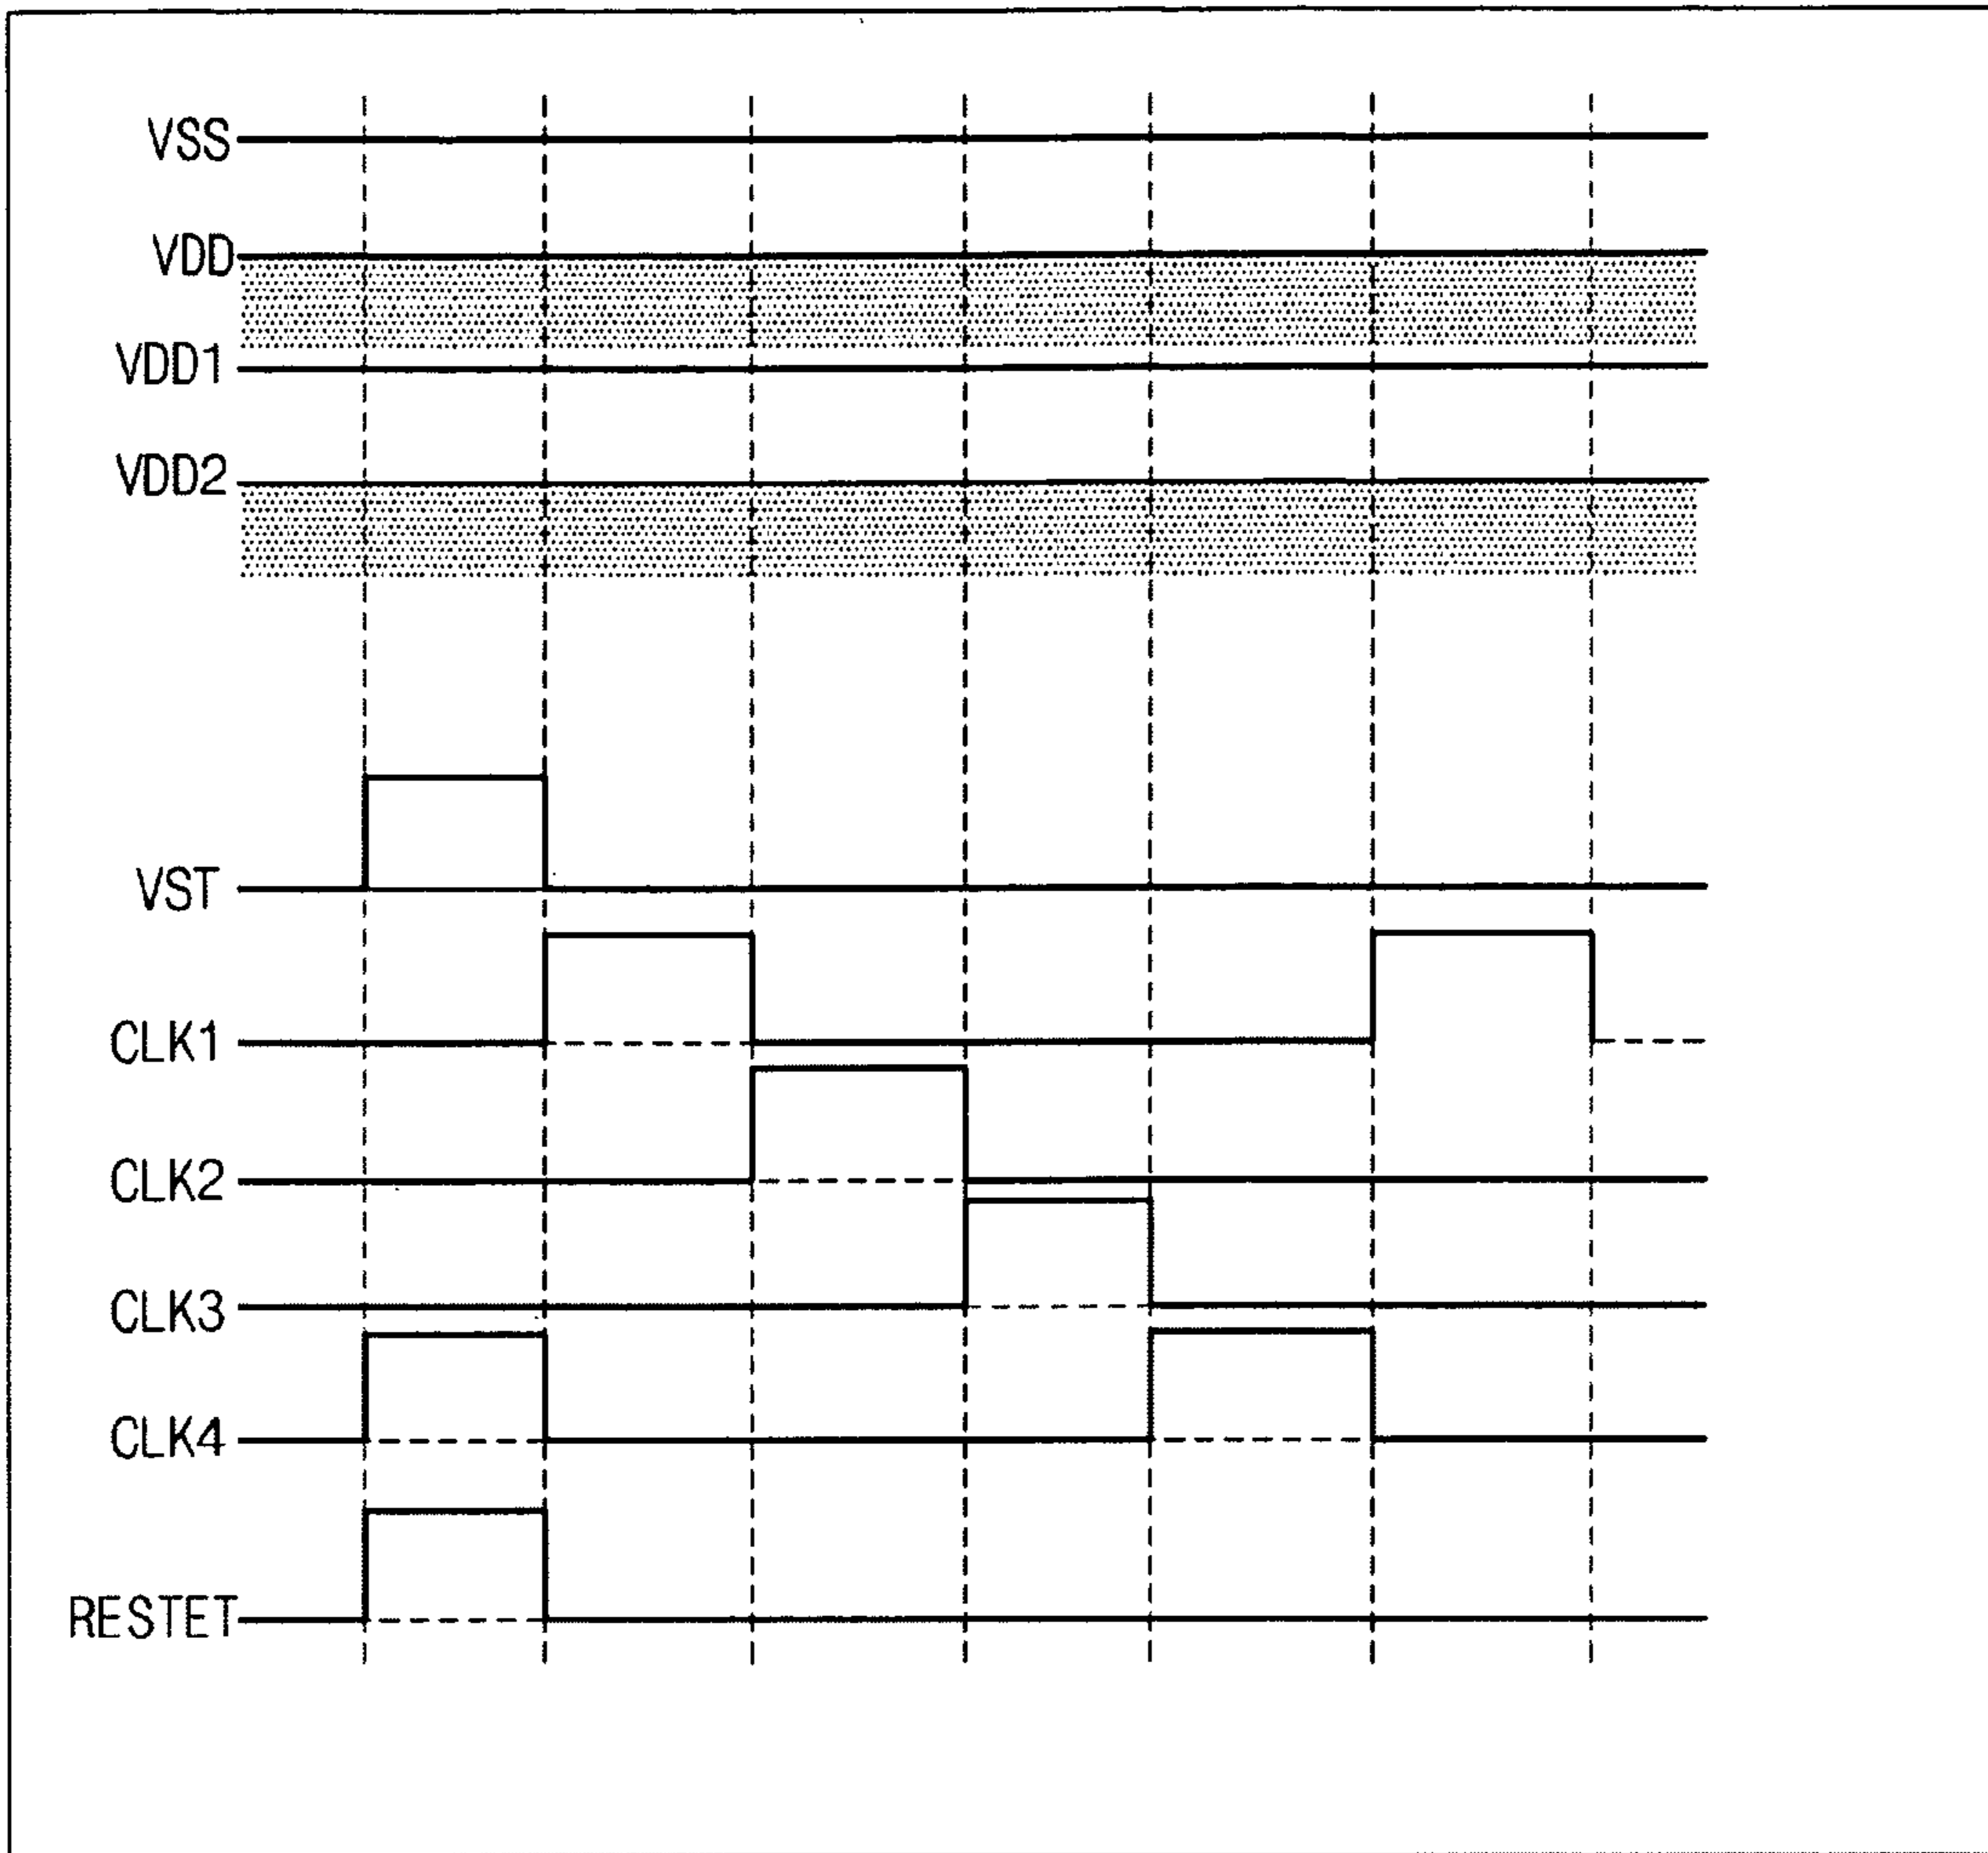 VSS
VDD
VDD1
VDD2
VST
CLK1
CLK2
CLK3
CLK4
RESTET